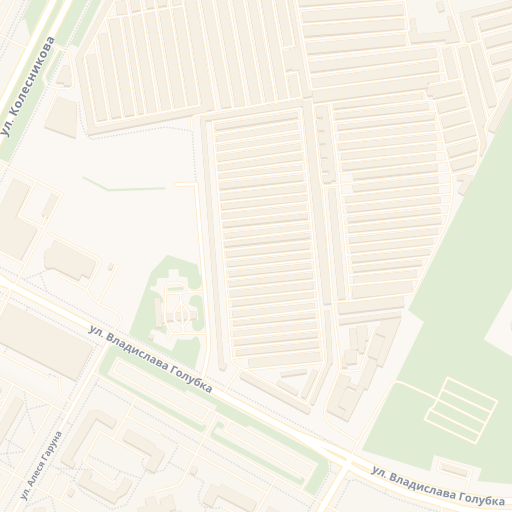 ул. Колесникова
ул. Владислава Голубка
ул. Алеся Гаруна
ул. Владислава Голубка